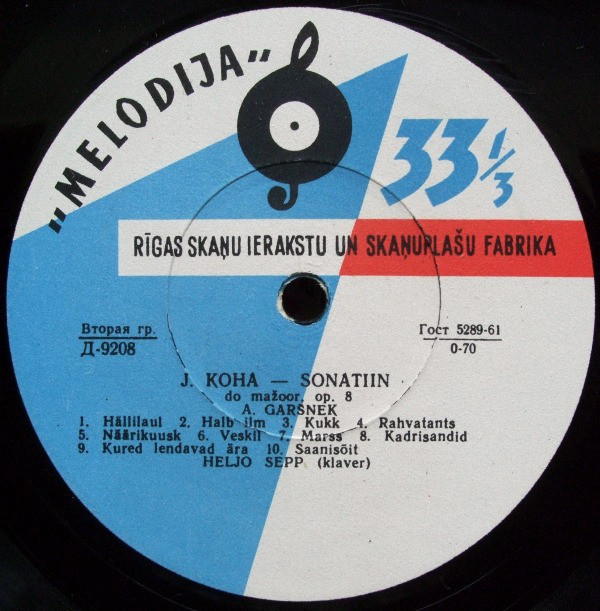 „MELODIJA”
33 1/3
RĪGAS SKAŅU IERAKSTU UN SKAŅUPLAŠU FABRIKA
Вторая гр.
Д-9208
Гост 5289-61
0-70
J. KOHA — SONATIIN
do mažoor, op. 8
A. GARŠNEK
1. Hällilaul 2. Halb ilm 3. Kukk 4. Rahvatants
5. Näärikuusk 6. Veskil 7. Marss 8. Kadrisandid
9. Kured lendavad ära 10. Saanisõit
HELJO SEPP (klaver)